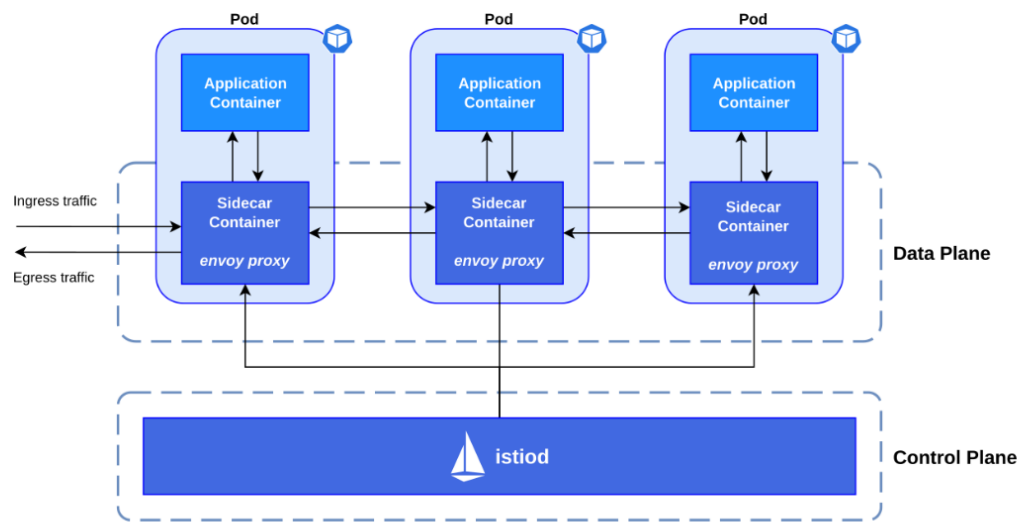 Pod
Pod
Pod
Application
Container
Application
Container
Application
Container
Ingress traffic
Egress traffic
Sidecar
Container
envoy proxy
Sidecar
Container
envoy proxy
Sidecar
Container
envoy proxy
Data Plane
istiod
Control Plane